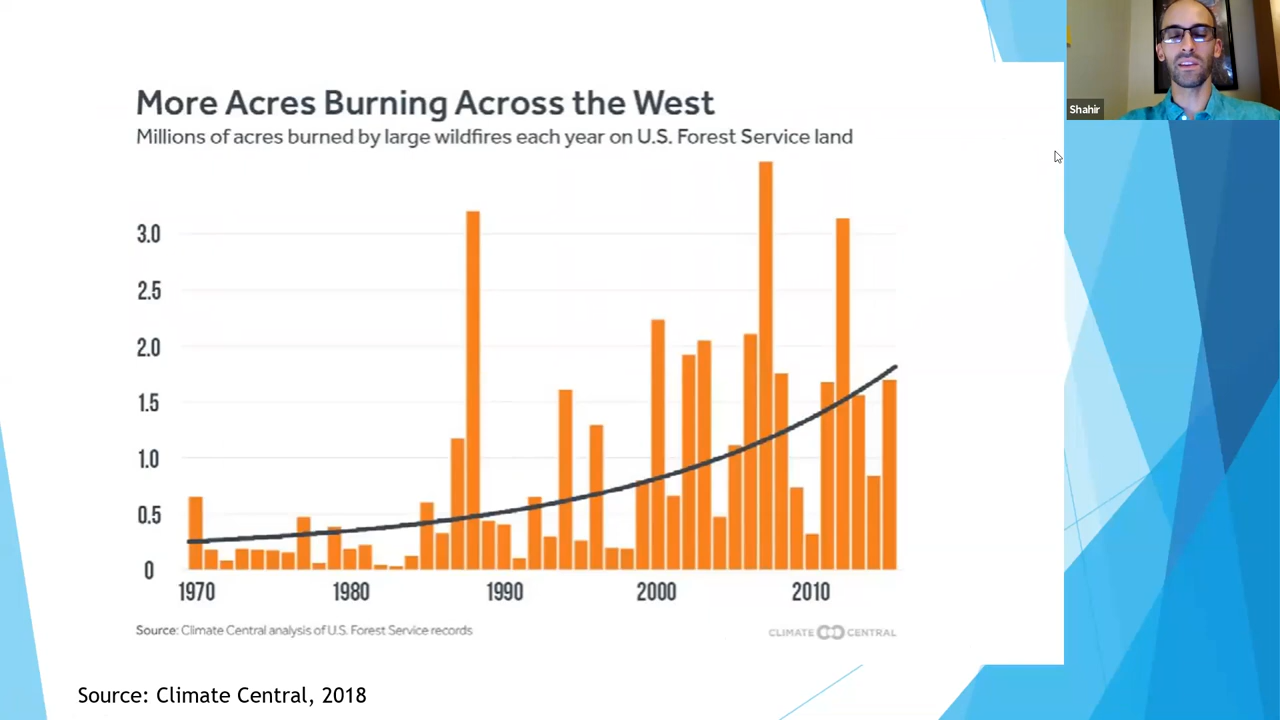 More Acres Burning Across the West
Millions of acres burned by large wildfires each year on U.S. Forest Service land
Shahir
3.0
2.5
2.0
1.5
1.0
0.5
0
1970 1980 1990 2000 2010
Source: Climate Central analysis of U.S. Forest Service records
CLIMATE CENTRAL
Source: Climate Central, 2018